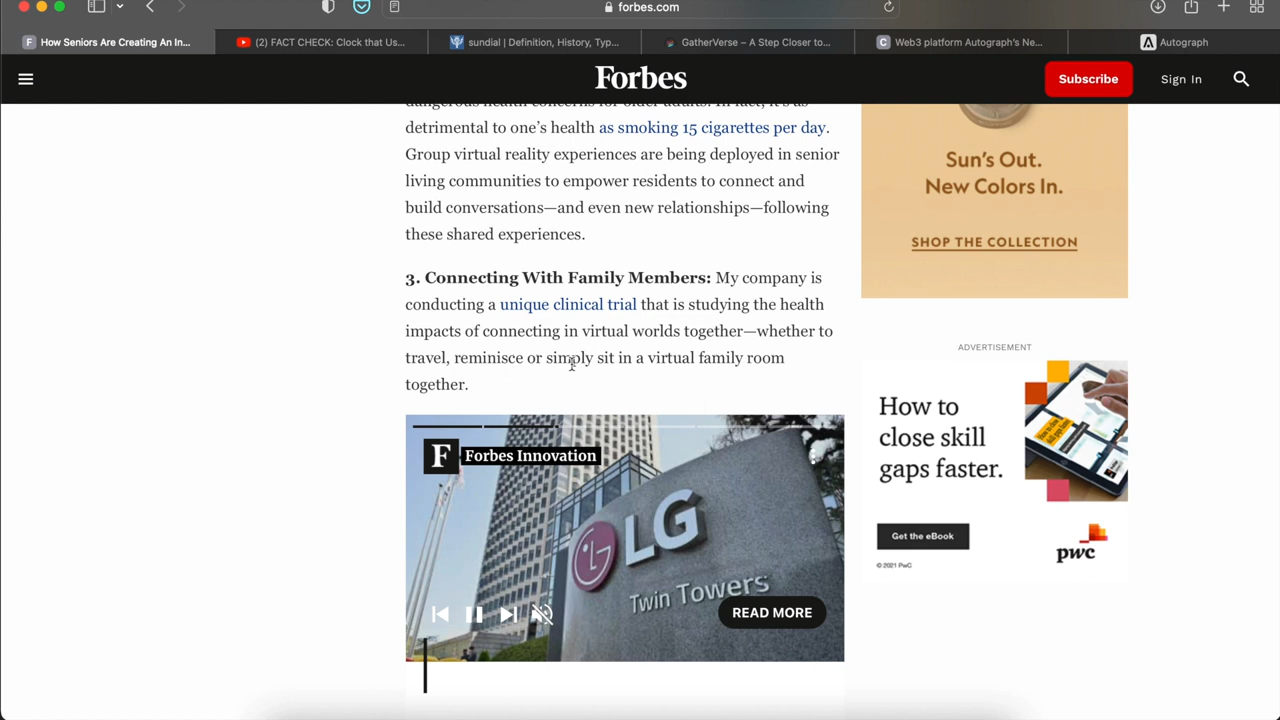 forbes.com
How Seniors Are Creating An In...
(2) FACT CHECK: Clock that Us...
sundial | Definition, History, Typ...
GatherVerse – A Step Closer to...
Web3 platform Autograph's Ne...
Autograph
Forbes
Subscribe
Sign In
detrimental to one's health as smoking 15 cigarettes per day.
Group virtual reality experiences are being deployed in senior
living communities to empower residents to connect and
build conversations—and even new relationships—following
these shared experiences.
3. Connecting With Family Members: My company is
conducting a unique clinical trial that is studying the health
impacts of connecting in virtual worlds together—whether to
travel, reminisce or simply sit in a virtual family room
together.
F Forbes Innovation
LG
Twin Towers
READ MORE
Sun's Out.
New Colors In.
SHOP THE COLLECTION
ADVERTISEMENT
How to
close skill
gaps faster.
Get the eBook
pwc
© 2021 PwC